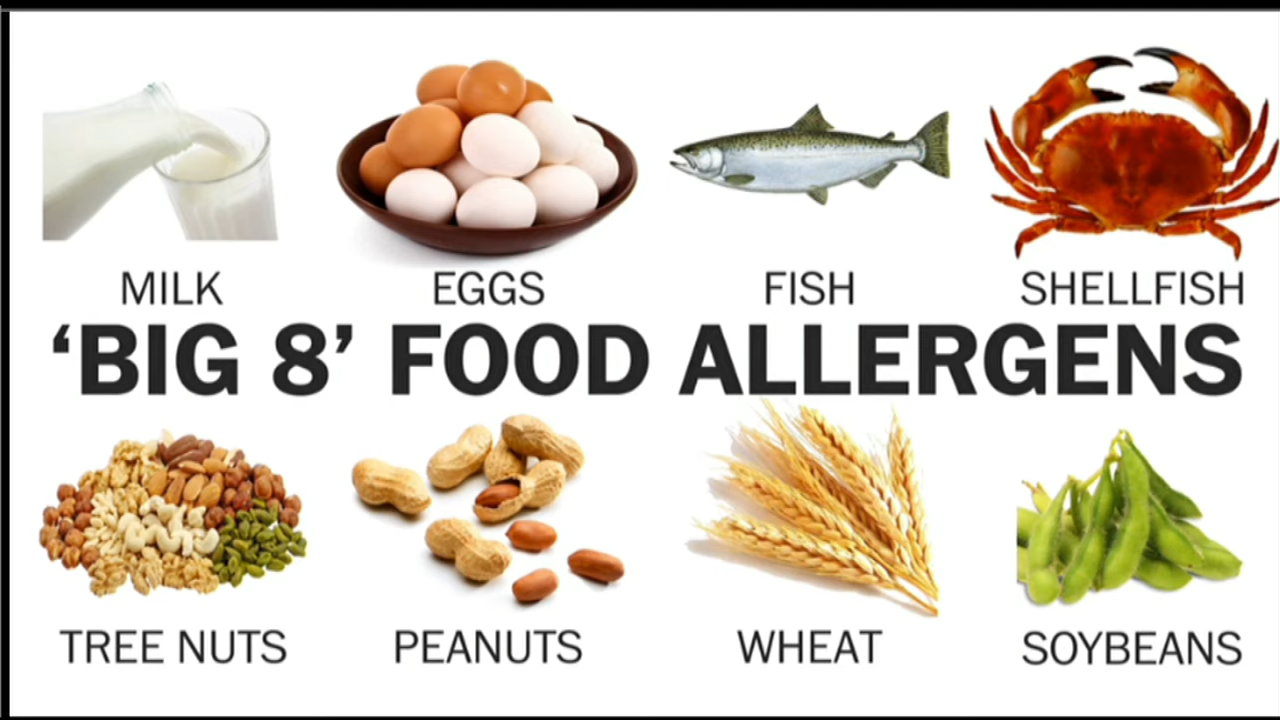 MILK EGGS FISH SHELLFISH
‘BIG 8’ FOOD ALLERGENS
TREE NUTS PEANUTS WHEAT SOYBEANS